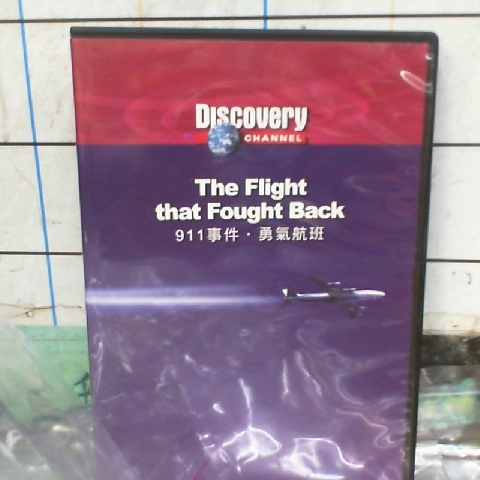 Discovery
CHANNEL
The Flight
that Fought Back
911事件．勇氣航班